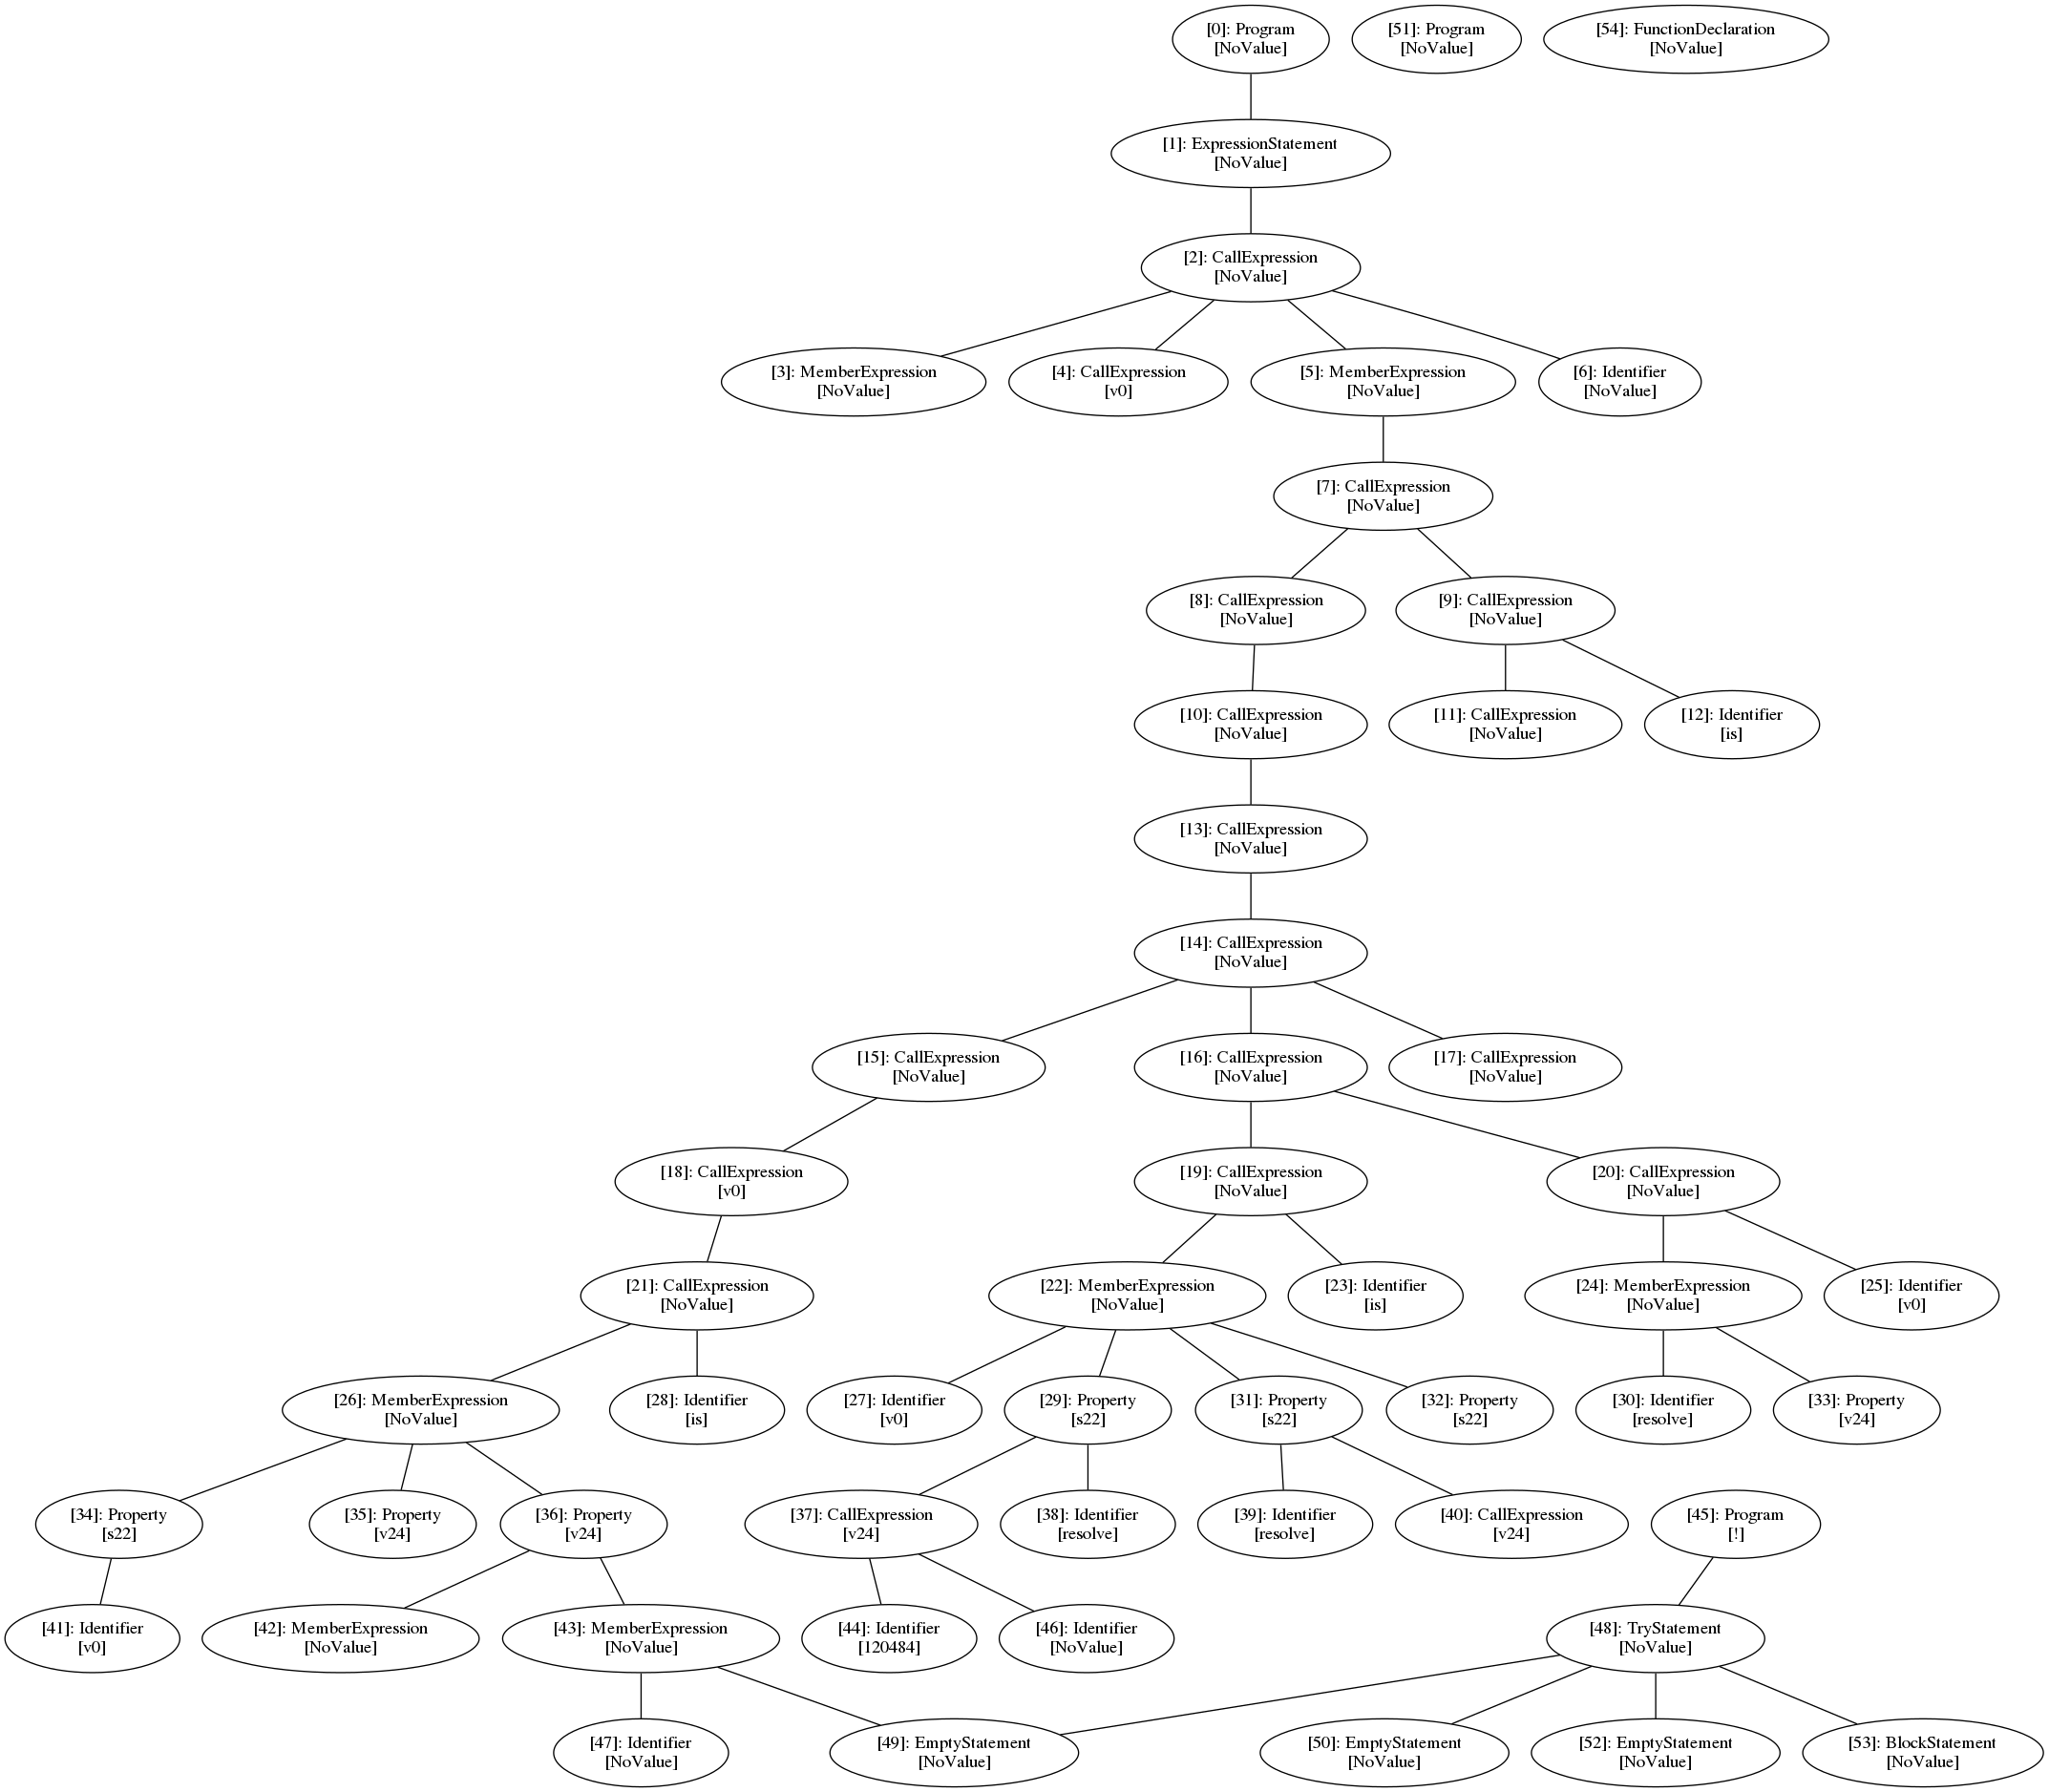 [0]: Program
[NoValue]
[51]: Program
[NoValue]
[54]: FunctionDeclaration
[NoValue]
[1]: ExpressionStatement
[NoValue]
[2]: CallExpression
[NoValue]
[3]: MemberExpression
[NoValue]
[4]: CallExpression
[v0]
[5]: MemberExpression
[NoValue]
[6]: Identifier
[NoValue]
[7]: CallExpression
[NoValue]
[8]: CallExpression
[NoValue]
[9]: CallExpression
[NoValue]
[10]: CallExpression
[NoValue]
[11]: CallExpression
[NoValue]
[12]: Identifier
[is]
[13]: CallExpression
[NoValue]
[14]: CallExpression
[NoValue]
[15]: CallExpression
[NoValue]
[16]: CallExpression
[NoValue]
[17]: CallExpression
[NoValue]
[18]: CallExpression
[v0]
[19]: CallExpression
[NoValue]
[20]: CallExpression
[NoValue]
[21]: CallExpression
[NoValue]
[22]: MemberExpression
[NoValue]
[23]: Identifier
[is]
[24]: MemberExpression
[NoValue]
[25]: Identifier
[v0]
[26]: MemberExpression
[NoValue]
[28]: Identifier
[is]
[27]: Identifier
[v0]
[29]: Property
[s22]
[31]: Property
[s22]
[32]: Property
[s22]
[30]: Identifier
[resolve]
[33]: Property
[v24]
[34]: Property
[s22]
[35]: Property
[v24]
[36]: Property
[v24]
[37]: CallExpression
[v24]
[38]: Identifier
[resolve]
[39]: Identifier
[resolve]
[40]: CallExpression
[v24]
[45]: Program
[!]
[41]: Identifier
[v0]
[42]: MemberExpression
[NoValue]
[43]: MemberExpression
[NoValue]
[44]: Identifier
[120484]
[46]: Identifier
[NoValue]
[48]: TryStatement
[NoValue]
[47]: Identifier
[NoValue]
[49]: EmptyStatement
[NoValue]
[50]: EmptyStatement
[NoValue]
[52]: EmptyStatement
[NoValue]
[53]: BlockStatement
[NoValue]